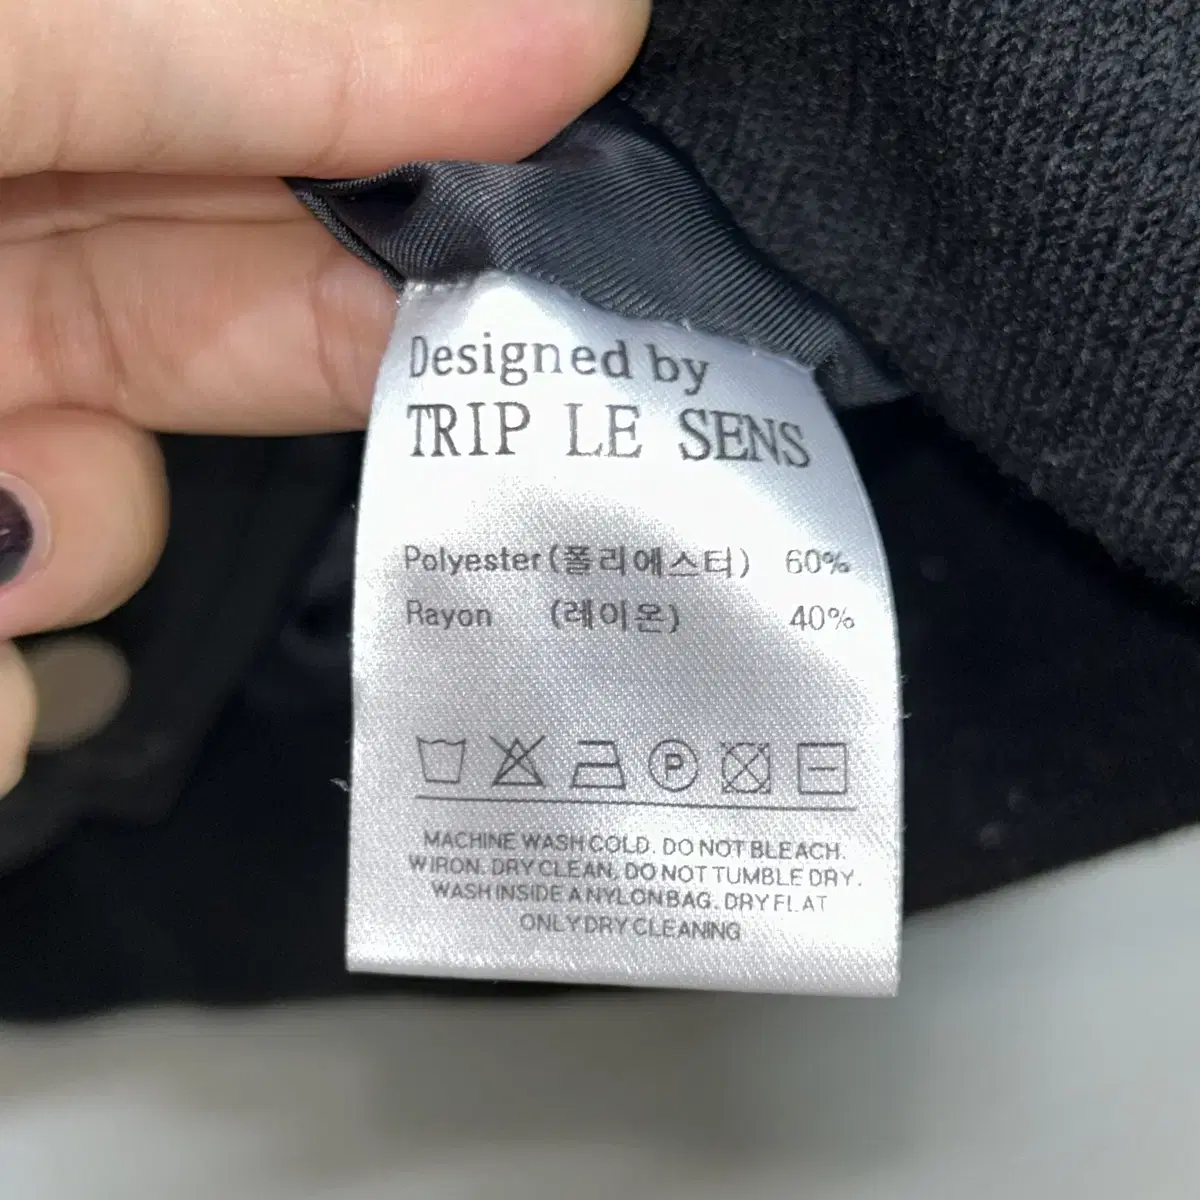 Designed by
TRIP LE SENS
Polyester(폴리에스터) 60%
Rayon (레이온) 40%
P
MACHINE WASH COLD. DO NOT BLEACH.
W IRON. DRY CLEAN. DO NOT TUMBLE DRY.
WASH INSIDE A NYLON BAG. DRY FLAT
ONLY DRY CLEANING